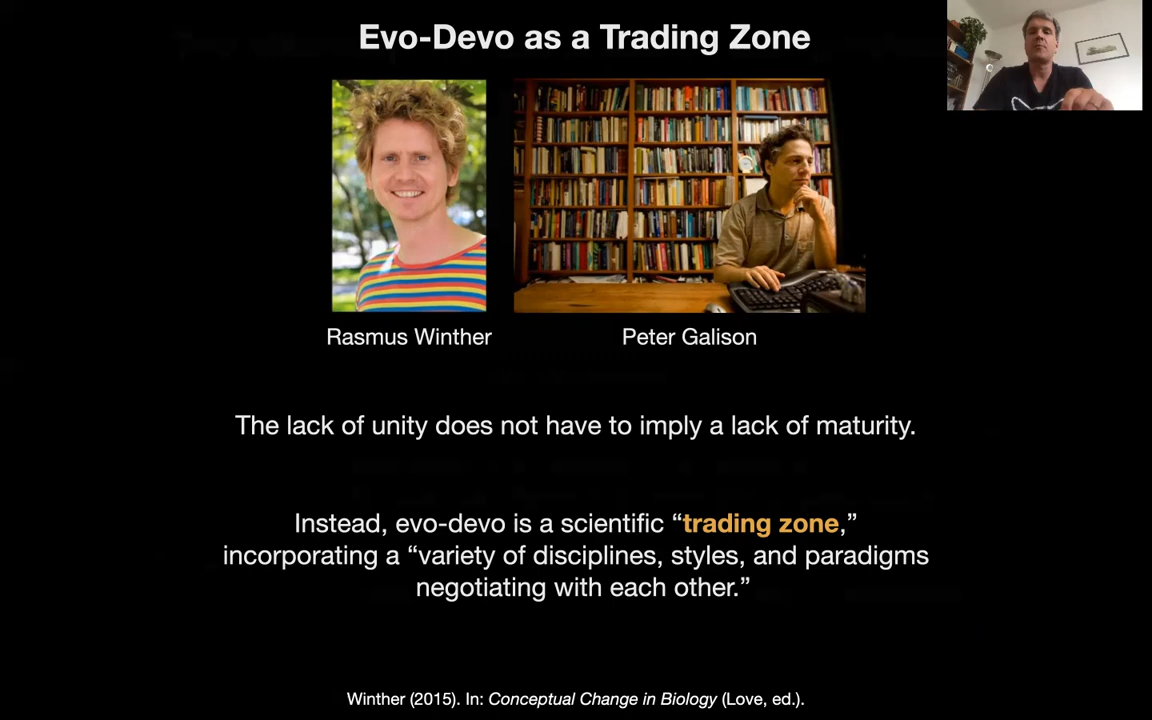 Evo-Devo as a Trading Zone
Rasmus Winther
Peter Galison
The lack of unity does not have to imply a lack of maturity.
Instead, evo-devo is a scientific “trading zone,”
incorporating a “variety of disciplines, styles, and paradigms
negotiating with each other.”
Winther (2015). In: Conceptual Change in Biology (Love, ed.).